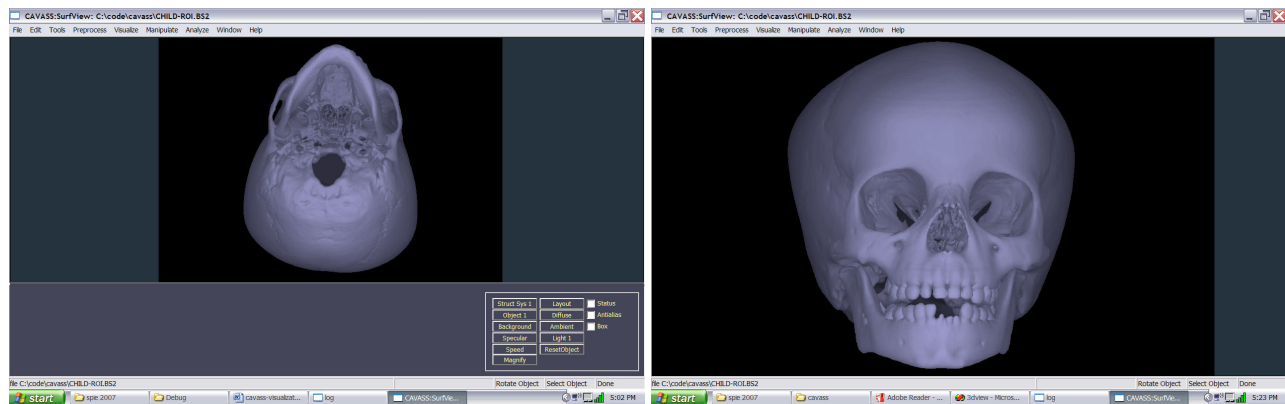 CAVASS:SurfView: C:\code\cavass\CHILD-ROI.BS2
File Edit Tools Preprocess Visualize Manipulate Analyze Window Help
Struct Sys 1 Layout Status
Object 1 Diffuse Antialias
Background Ambient Box
Specular Light 1
Speed ResetObject
Magnify
file C:\code\cavass\CHILD-ROI.BS2 Rotate Object Select Object Done
start spie 2007 Debug cavass-visualizat... log CAVASS:SurfVie... 5:02 PM
CAVASS:SurfView: C:\code\cavass\CHILD-ROI.BS2
File Edit Tools Preprocess Visualize Manipulate Analyze Window Help
file C:\code\cavass\CHILD-ROI.BS2 Rotate Object Select Object Done
start spie 2007 cavass Adobe Reader - ... 3dview - Micros... log CAVASS:SurfVie... 5:23 PM